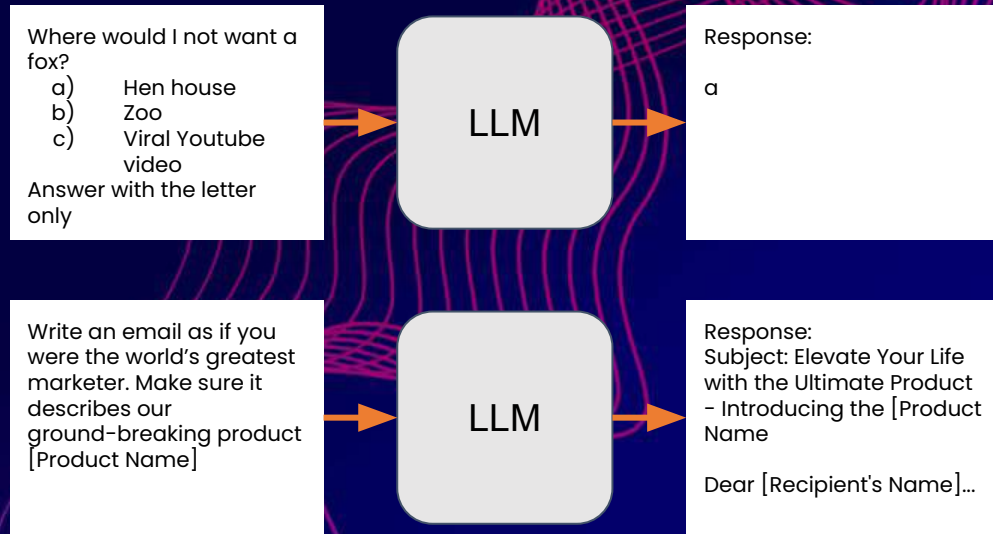 Where would I not want a
fox?
a) Hen house
b) Zoo
c) Viral Youtube
video
Answer with the letter
only
LLM
Response:
a
Write an email as if you
were the world’s greatest
marketer. Make sure it
describes our
ground-breaking product
[Product Name]
LLM
Response:
Subject: Elevate Your Life
with the Ultimate Product
- Introducing the [Product
Name
Dear [Recipient's Name]...